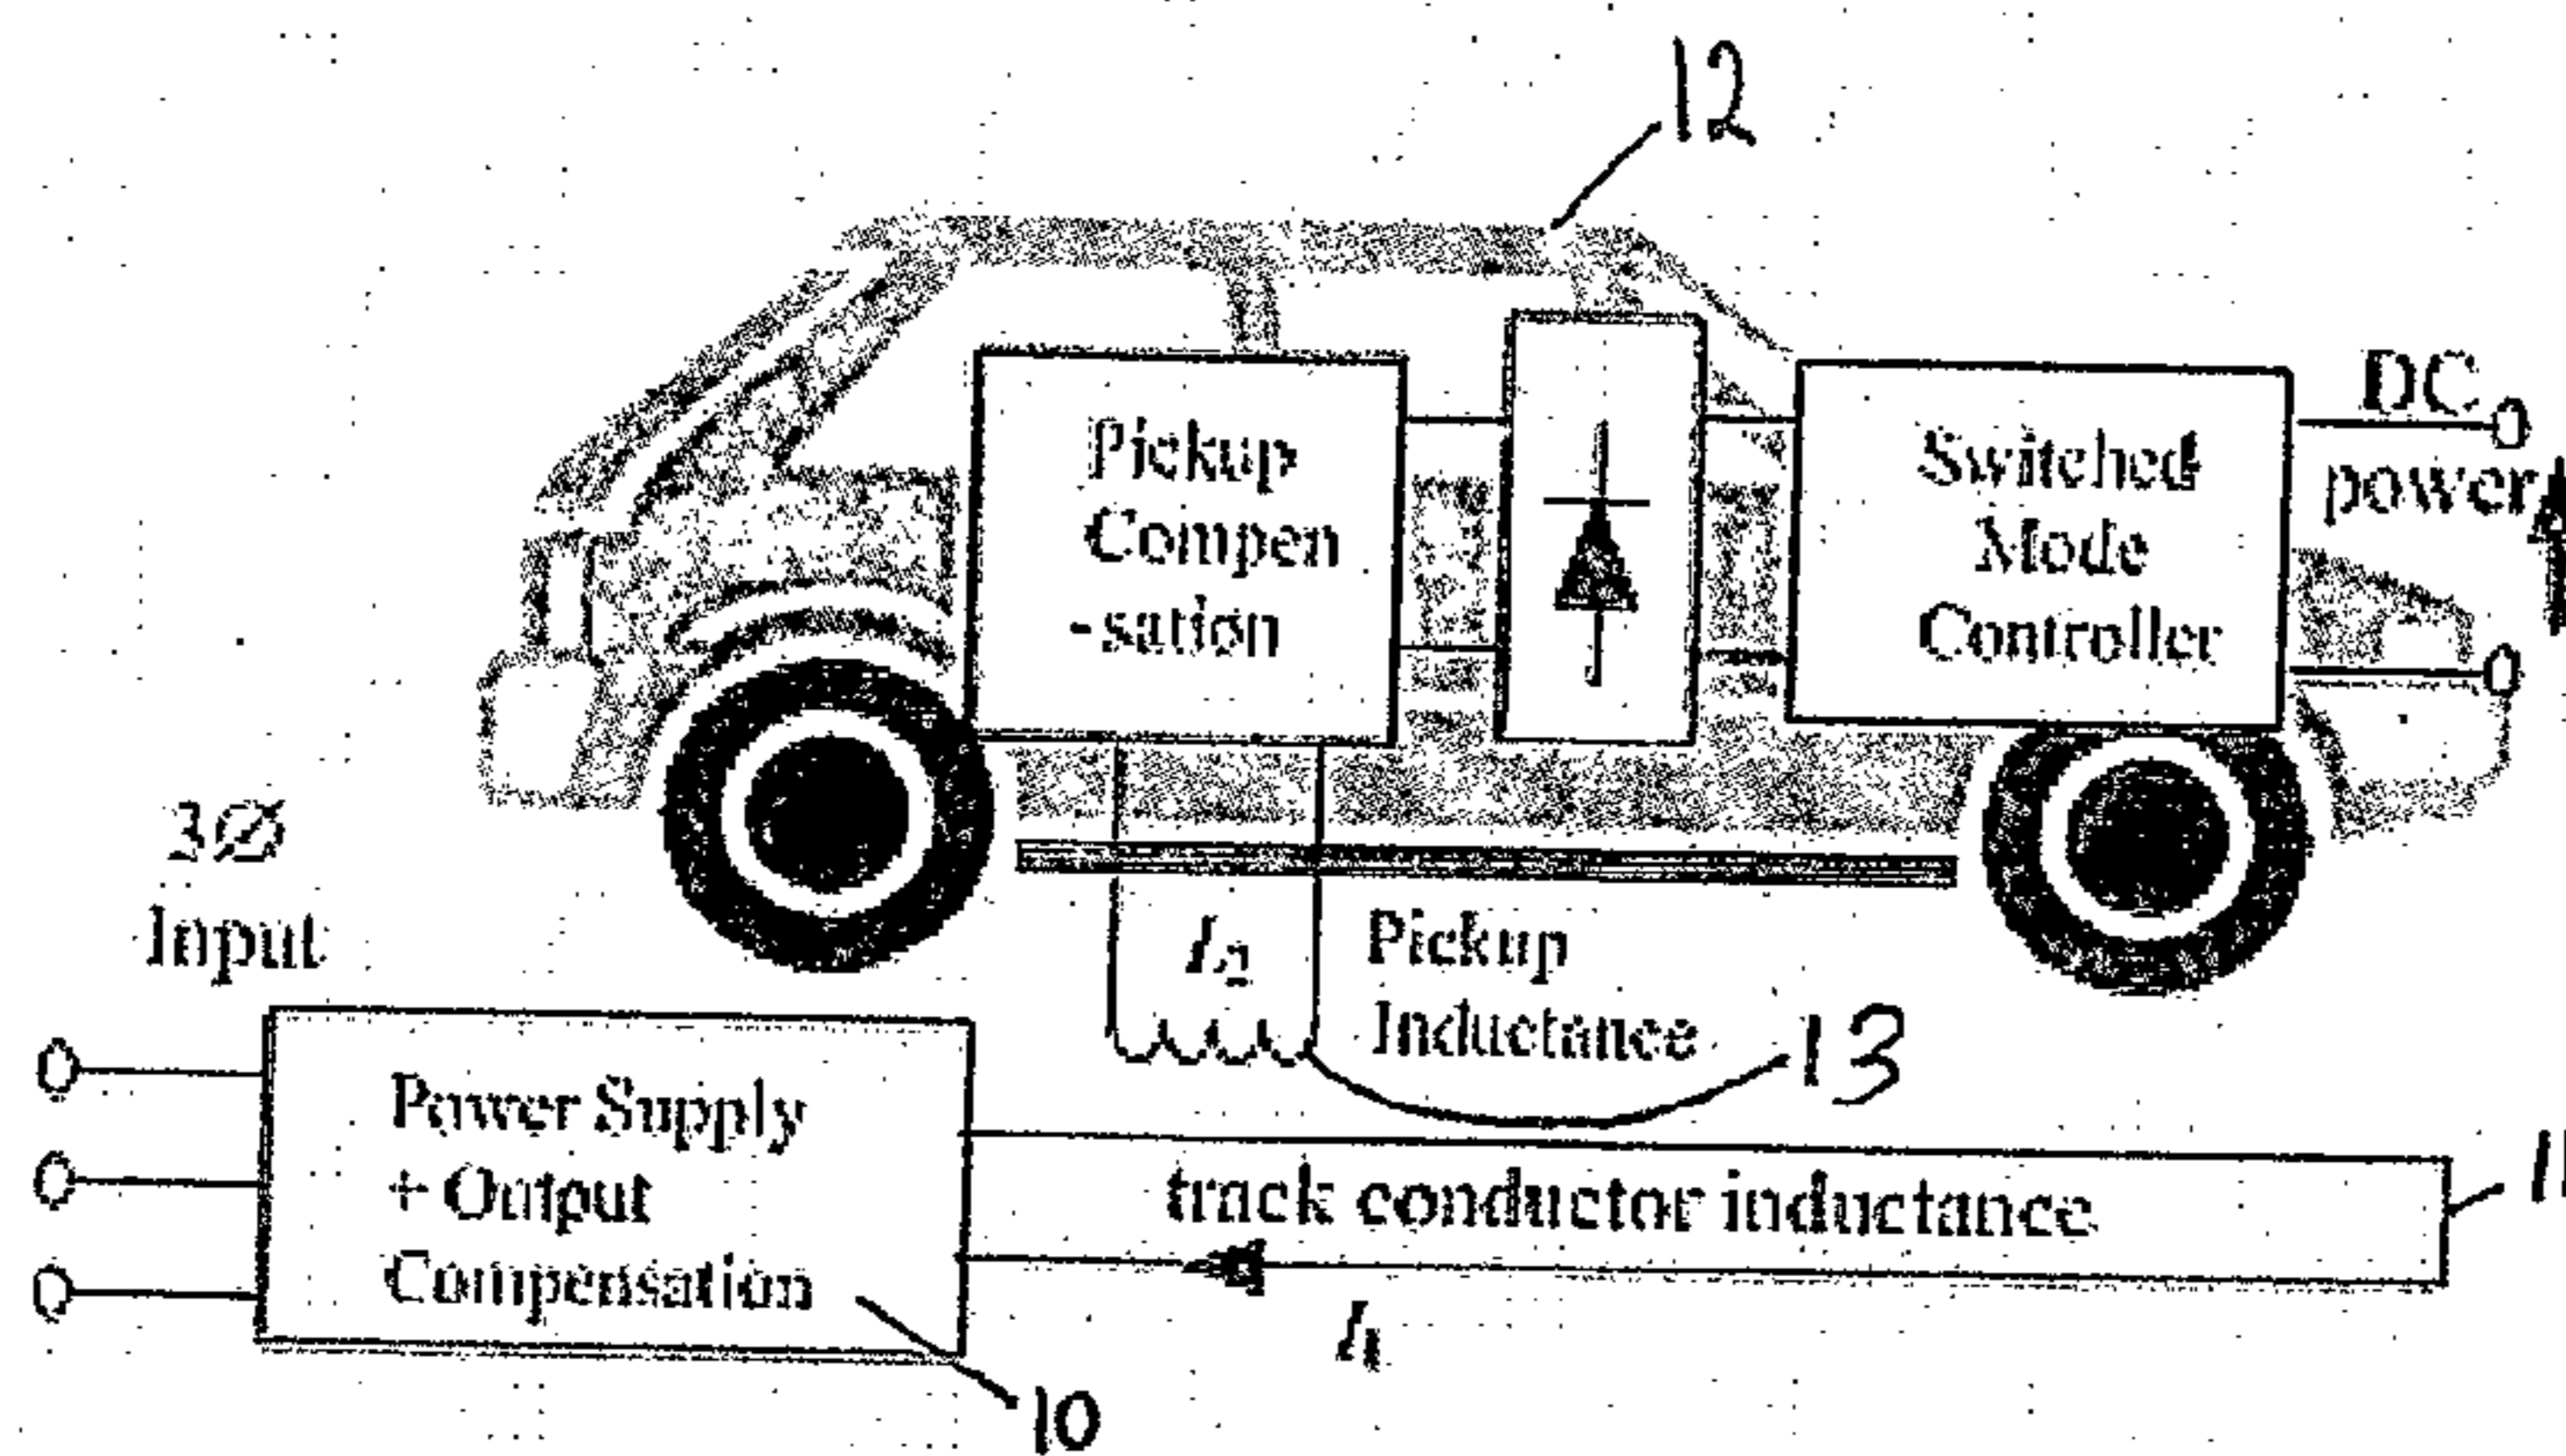 12
DC
power
Pickup
Compen
-sation
Switched
Mode
Controller
3Ø
Input
I2
Pickup
Inductance
13
Power Supply
+ Output
Compensation
track conductor inductance
11
I1
10